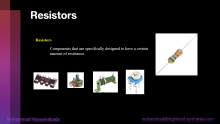 Resistors
Resistors
Components that are specifically designed to have a certain
amount of resistance.